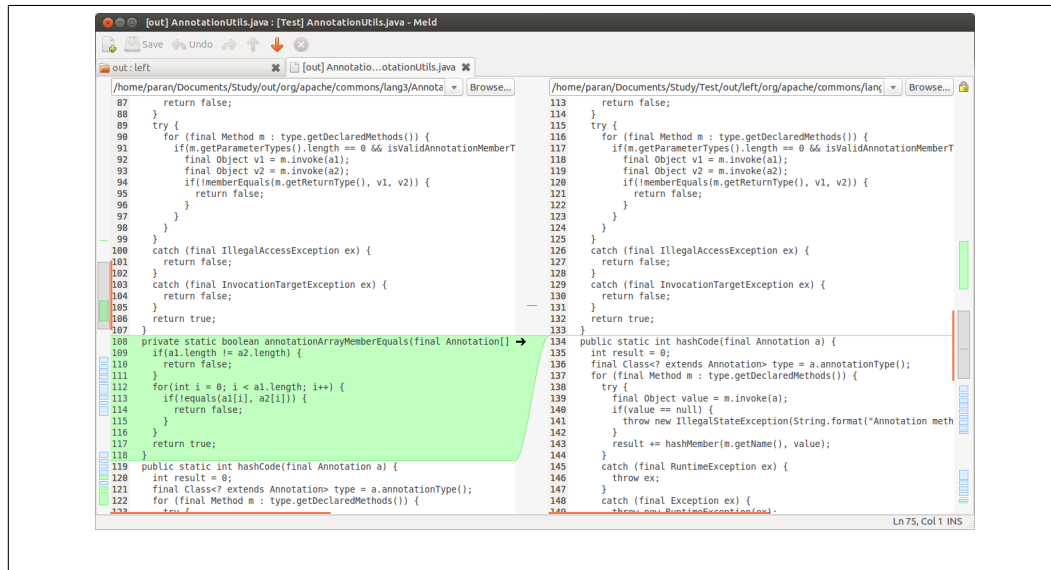 [out] AnnotationUtils.java : [Test] AnnotationUtils.java - Meld
Save Undo
out : left
[out] Annotatio...otationUtils.java
/home/paran/Documents/Study/out/org/apache/commons/lang3/Annota
Browse...
/home/paran/Documents/Study/Test/out/left/org/apache/commons/lang
Browse...
87 return false;
88 }
89 try {
90 for (final Method m : type.getDeclaredMethods()) {
91 if(m.getParameterTypes().length == 0 && isValidAnnotationMemberT
92 final Object v1 = m.invoke(a1);
93 final Object v2 = m.invoke(a2);
94 if(!memberEquals(m.getReturnType(), v1, v2)) {
95 return false;
96 }
97 }
98 }
99 }
100 catch (final IllegalAccessException ex) {
101 return false;
102 }
103 catch (final InvocationTargetException ex) {
104 return false;
105 }
106 return true;
107 }
108 private static boolean annotationArrayMemberEquals(final Annotation[]
109 if(a1.length != a2.length) {
110 return false;
111 }
112 for(int i = 0; i < a1.length; i++) {
113 if(!equals(a1[i], a2[i])) {
114 return false;
115 }
116 }
117 return true;
118 }
119 public static int hashCode(final Annotation a) {
120 int result = 0;
121 final Class<? extends Annotation> type = a.annotationType();
122 for (final Method m : type.getDeclaredMethods()) {
123 try {
113 return false;
114 }
115 try {
116 for (final Method m : type.getDeclaredMethods()) {
117 if(m.getParameterTypes().length == 0 && isValidAnnotationMemberT
118 final Object v1 = m.invoke(a1);
119 final Object v2 = m.invoke(a2);
120 if(!memberEquals(m.getReturnType(), v1, v2)) {
121 return false;
122 }
123 }
124 }
125 }
126 catch (final IllegalAccessException ex) {
127 return false;
128 }
129 catch (final InvocationTargetException ex) {
130 return false;
131 }
132 return true;
133 }
134 public static int hashCode(final Annotation a) {
135 int result = 0;
136 final Class<? extends Annotation> type = a.annotationType();
137 for (final Method m : type.getDeclaredMethods()) {
138 try {
139 final Object value = m.invoke(a);
140 if(value == null) {
141 throw new IllegalStateException(String.format("Annotation meth
142 }
143 result += hashMember(m.getName(), value);
144 }
145 catch (final RuntimeException ex) {
146 throw ex;
147 }
148 catch (final Exception ex) {
149 throw new RuntimeException(ex);
Ln 75, Col 1 INS